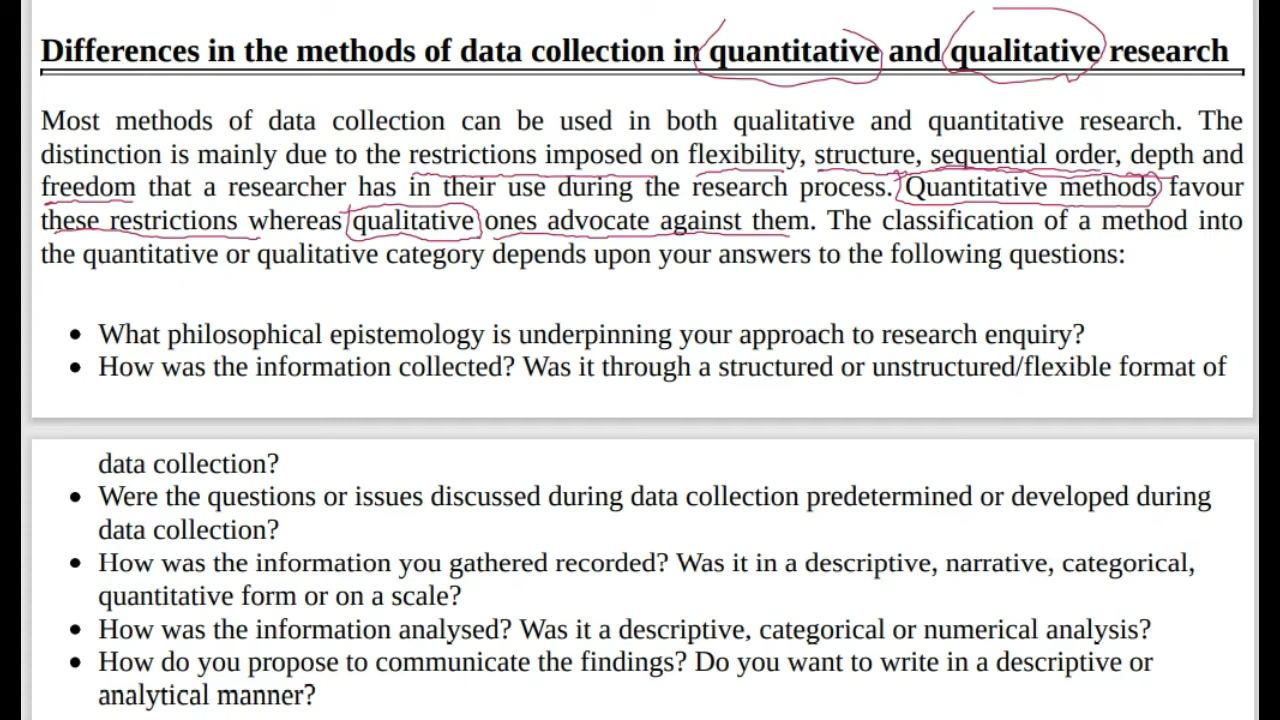 Differences in the methods of data collection in quantitative and qualitative research
Most methods of data collection can be used in both qualitative and quantitative research. The
distinction is mainly due to the restrictions imposed on flexibility, structure, sequential order, depth and
freedom that a researcher has in their use during the research process. Quantitative methods favour
these restrictions whereas qualitative ones advocate against them. The classification of a method into
the quantitative or qualitative category depends upon your answers to the following questions:
• What philosophical epistemology is underpinning your approach to research enquiry?
• How was the information collected? Was it through a structured or unstructured/flexible format of
data collection?
• Were the questions or issues discussed during data collection predetermined or developed during
data collection?
• How was the information you gathered recorded? Was it in a descriptive, narrative, categorical,
quantitative form or on a scale?
• How was the information analysed? Was it a descriptive, categorical or numerical analysis?
• How do you propose to communicate the findings? Do you want to write in a descriptive or
analytical manner?